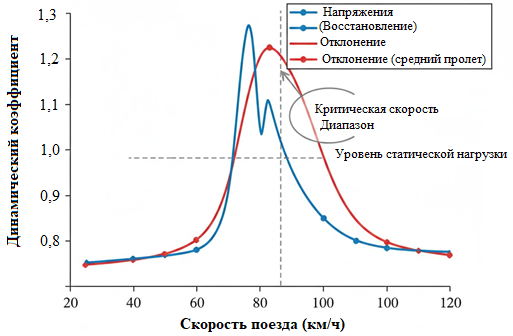 1,3
1,2
1,1
1,0
0,9
0,8
Динамический коэффициент
Напряжения
(Восстановление)
Отклонение
Отклонение (средний пролет)
Критическая скорость
Диапазон
Уровень статической нагрузки
20 40 60 80 100 100 120
Скорость поезда (км/ч)